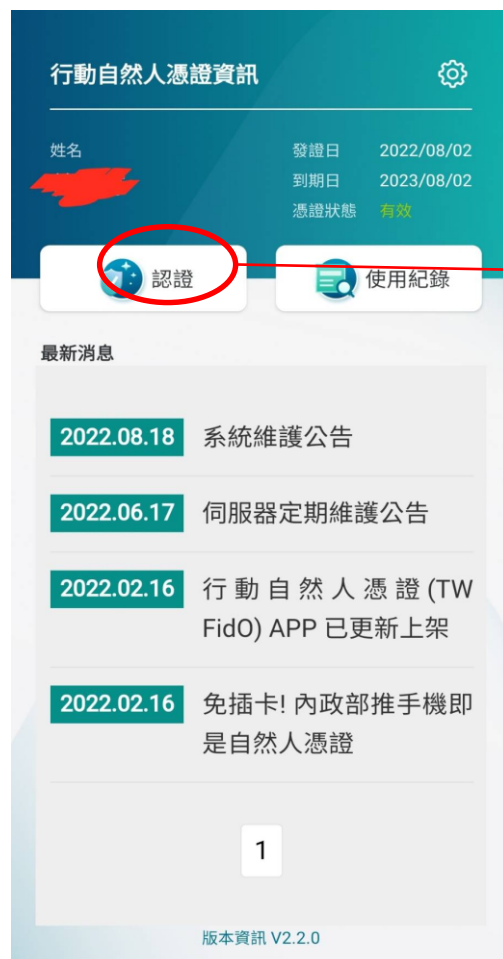 行動自然人憑證資訊
姓名
發證日 2022/08/02
到期日 2023/08/02
憑證狀態 有效
認證
使用紀錄
最新消息
2022.08.18 系統維護公告
2022.06.17 伺服器定期維護公告
2022.02.16 行動自然人憑證(TW
FidO) APP 已更新上架
2022.02.16 免插卡! 內政部推手機即
是自然人憑證
1
版本資訊 V2.2.0